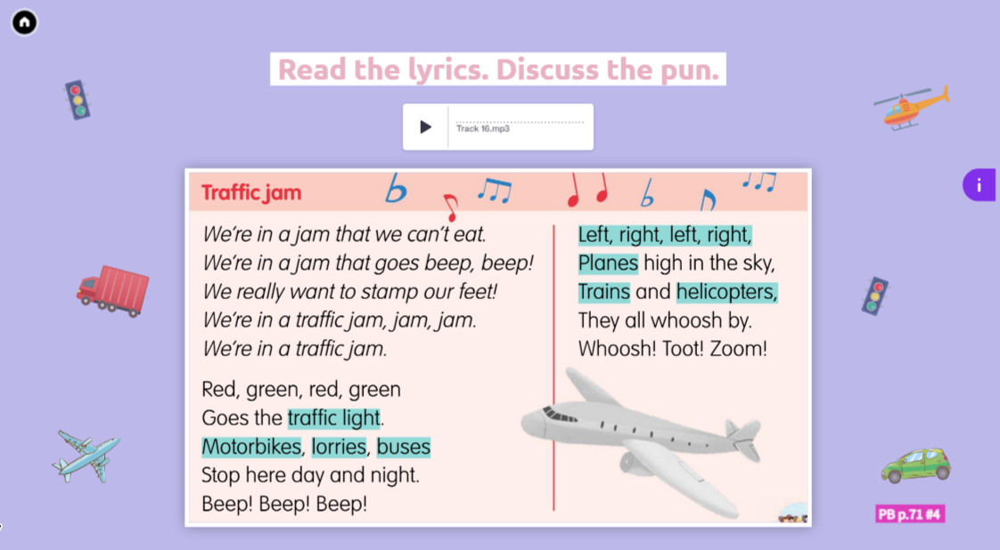 Read the lyrics. Discuss the pun.
Track 16.mp3
Traffic jam
We're in a jam that we can't eat.
We're in a jam that goes beep, beep!
We really want to stamp our feet!
We're in a traffic jam, jam, jam.
We're in a traffic jam.
Red, green, red, green
Goes the traffic light.
Motorbikes, lorries, buses
Stop here day and night.
Beep! Beep! Beep!
Left, right, left, right,
Planes high in the sky,
Trains and helicopters,
They all whoosh by.
Whoosh! Toot! Zoom!
i
PB p.71 #4